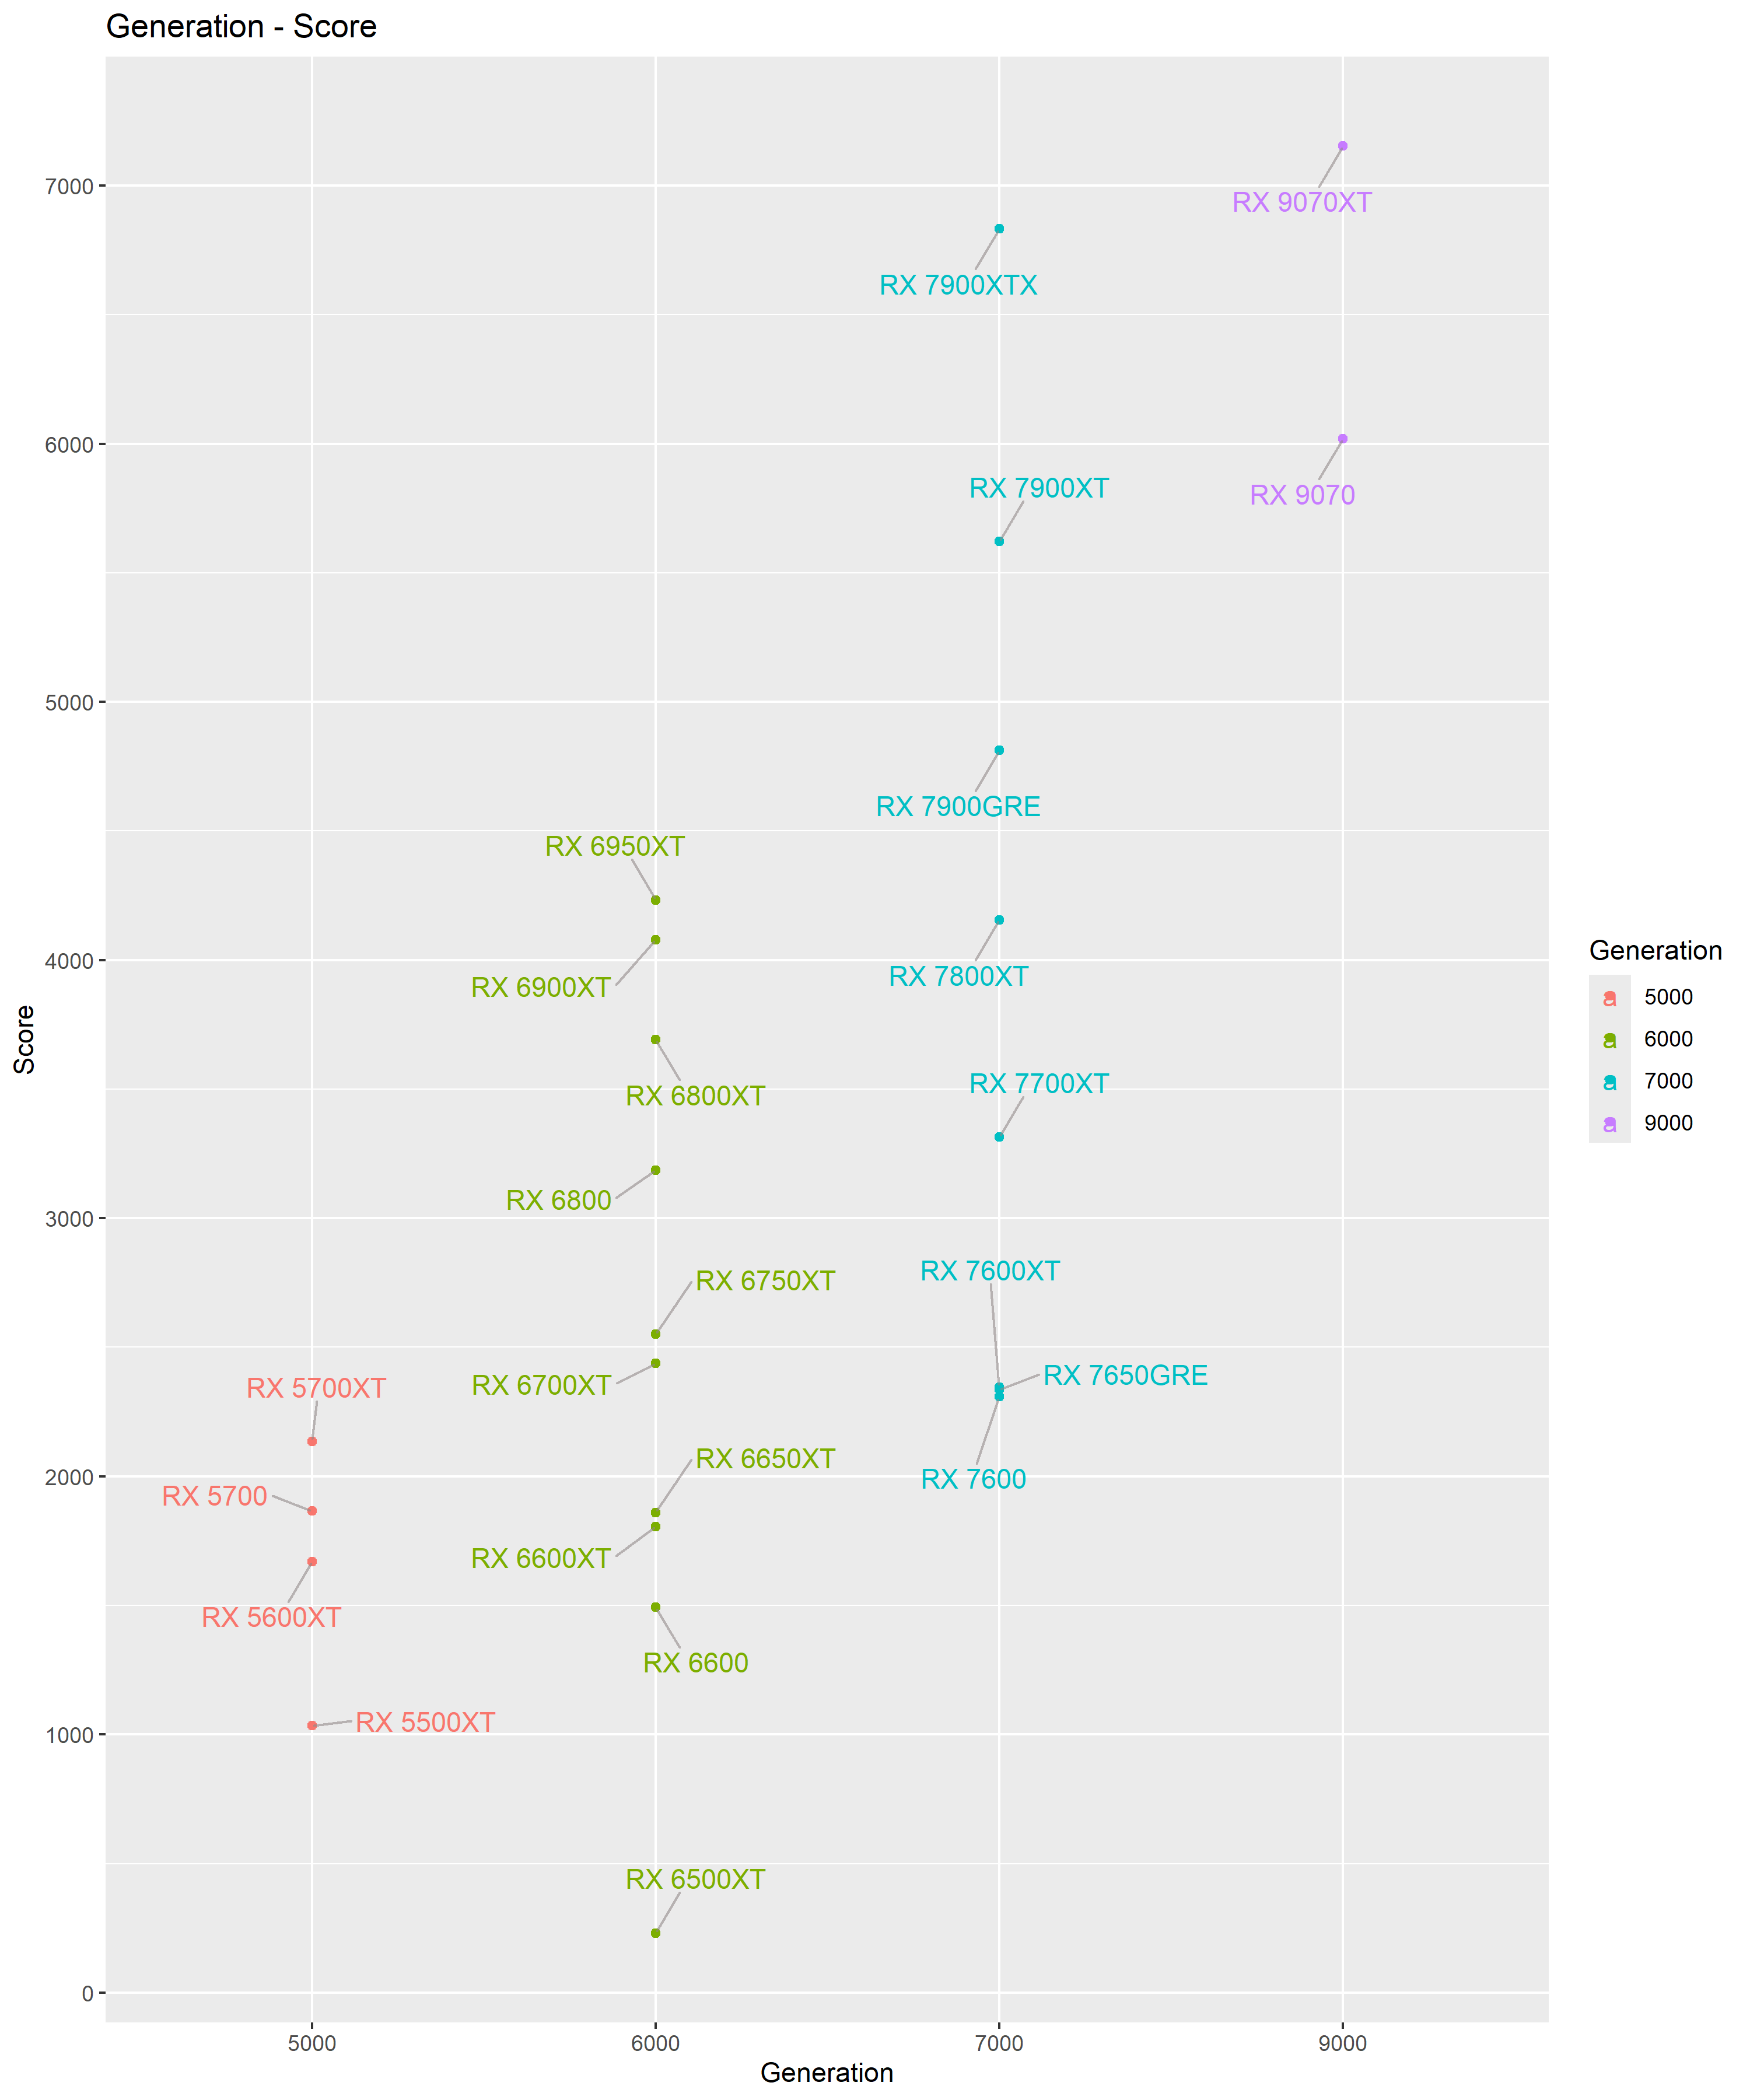 Generation - Score
7000
6000
5000
4000
3000
2000
1000
0
Score
RX 9070XT
RX 7900XTX
RX 7900XT
RX 9070
RX 7900GRE
RX 6950XT
RX 7800XT
RX 6900XT
RX 7700XT
RX 6800XT
RX 6800
RX 7600XT
RX 6750XT
RX 7650GRE
RX 6700XT
RX 5700XT
RX 6650XT
RX 7600
RX 5700
RX 6600XT
RX 5600XT
RX 6600
RX 5500XT
RX 6500XT
5000
6000
7000
9000
Generation
Generation
a 5000
a 6000
a 7000
a 9000